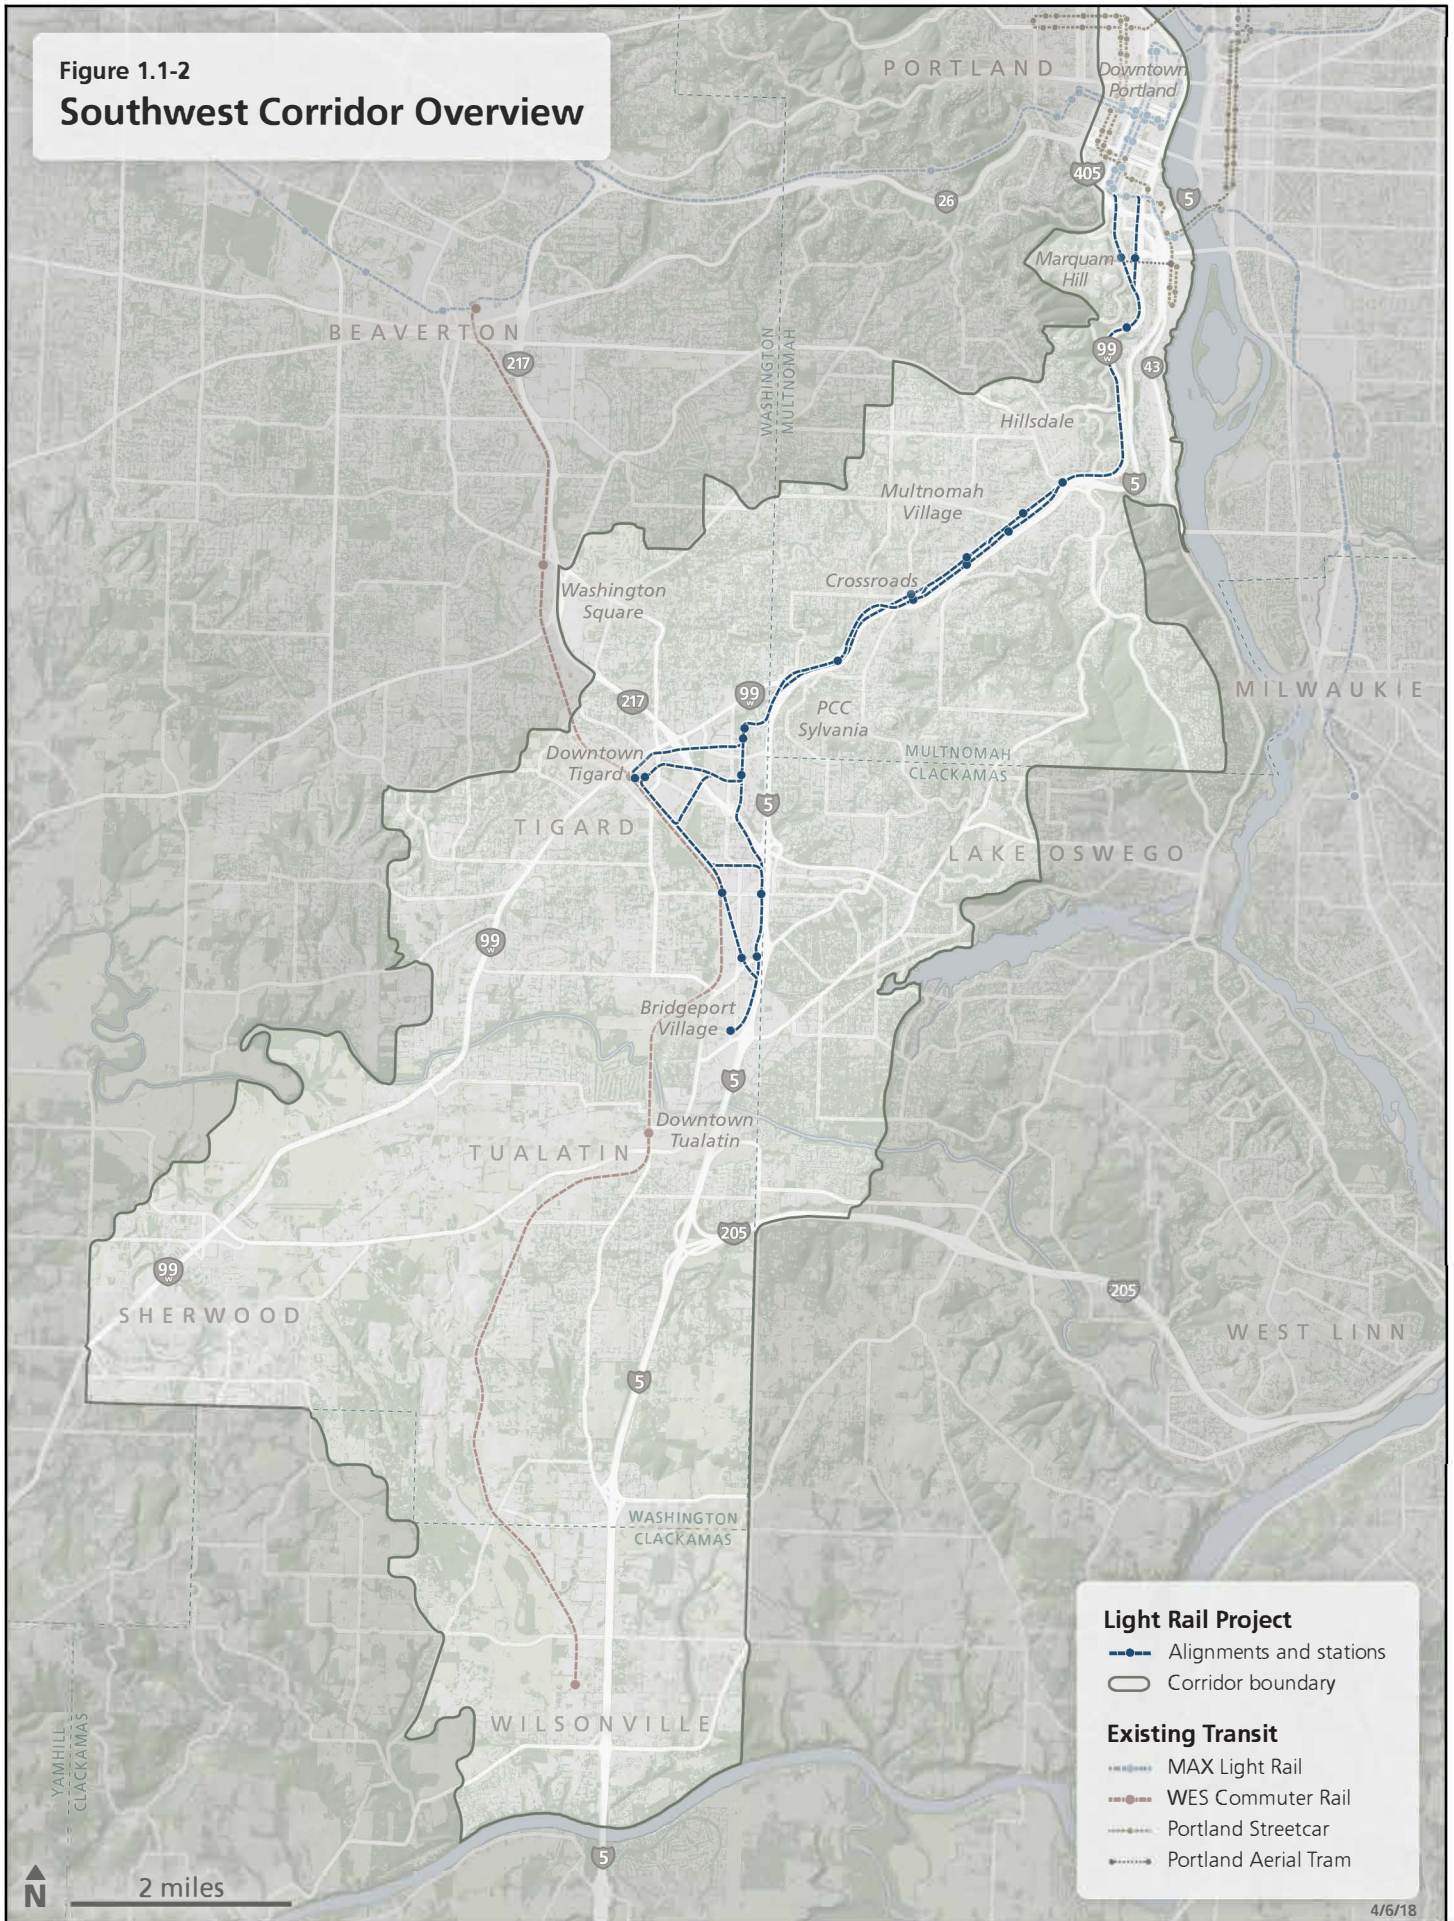 Figure 1.1-2
Southwest Corridor Overview
PORTLAND
Downtown
Portland
405
5
26
Marquam
Hill
BEAVERTON
217
99
W
43
WASHINGTON
MULTNOMAH
Hillsdale
5
Multnomah
Village
Crossroads
Washington
Square
MILWAUKIE
217
99
W
PCC
Sylvania
Downtown
Tigard
MULTNOMAH
CLACKAMAS
5
TIGARD
LAKE OSWEGO
99
W
Bridgeport
Village
5
Downtown
Tualatin
TUALATIN
205
99
W
205
SHERWOOD
WEST LINN
5
WASHINGTON
CLACKAMAS
WILSONVILLE
YAMHILL
CLACKAMAS
5
N
2 miles
Light Rail Project
Alignments and stations
Corridor boundary
Existing Transit
MAX Light Rail
WES Commuter Rail
Portland Streetcar
Portland Aerial Tram
4/6/18